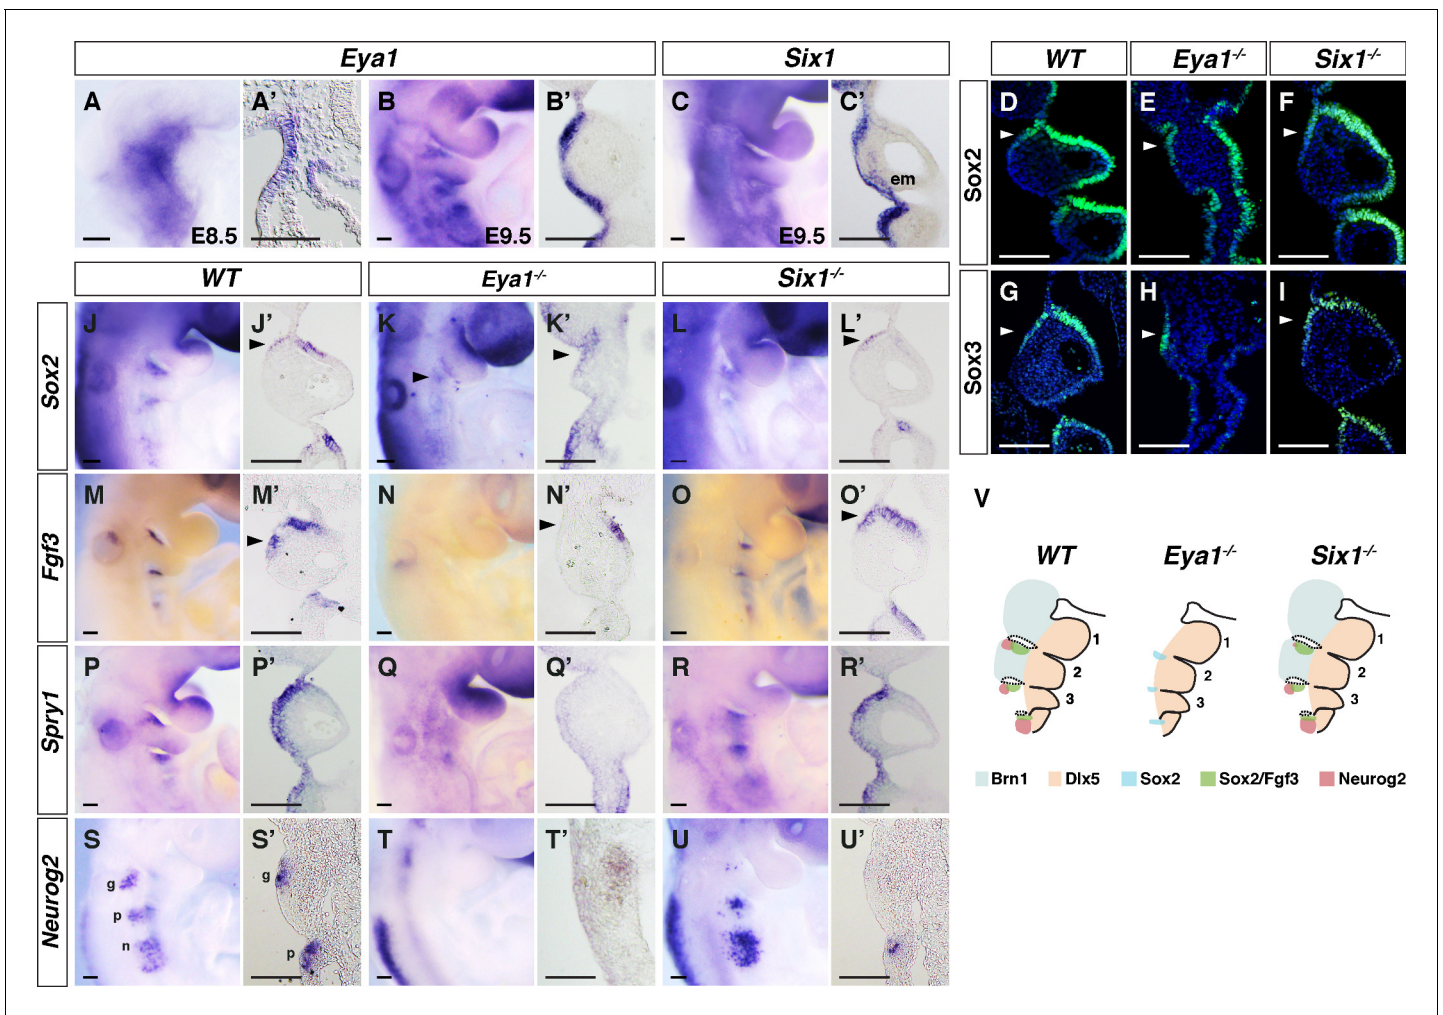 Eya1
Six1
A
E8.5
A’
B
E9.5
B’
C
E9.5
C’
em
WT
Eya1-/-
Six1-/-
Sox2
D
E
F
Sox3
G
H
I
WT
Eya1-/-
Six1-/-
Sox2
J
J’
K
K’
L
L’
Fgf3
M
M’
N
N’
O
O’
Spry1
P
P’
Q
Q’
R
R’
Neurog2
S
g
p
n
S’
g
p
T
T’
U
U’
V
WT
Eya1-/-
Six1-/-
1
2
3
1
2
3
1
2
3
Brn1
Dlx5
Sox2
Sox2/Fgf3
Neurog2